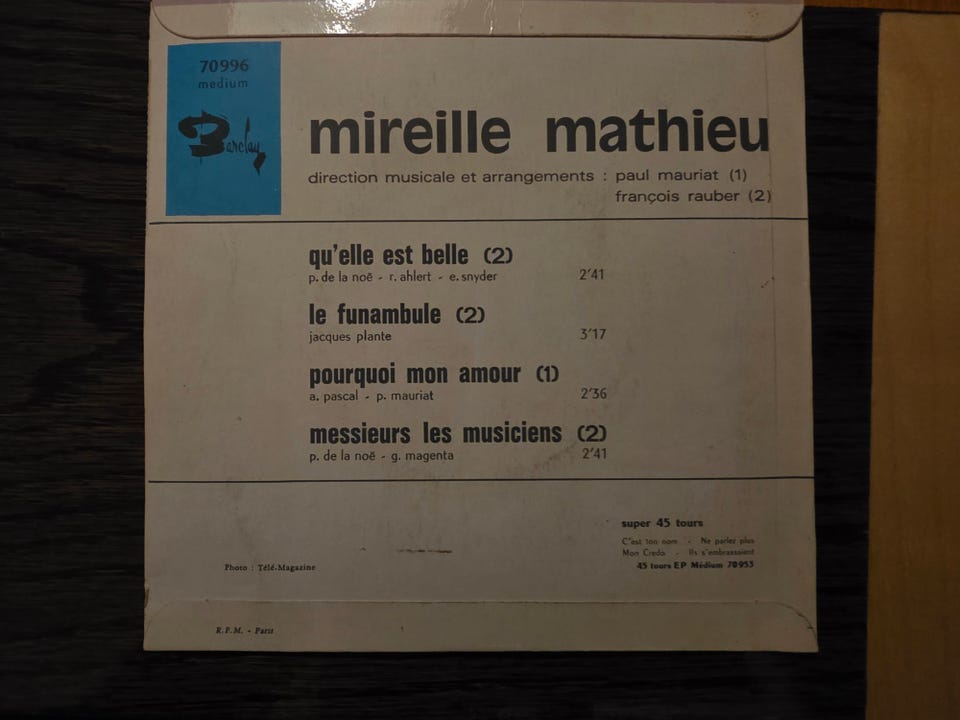 70996
medium
Barclay
mireille mathieu
direction musicale et arrangements : paul mauriat (1)
françois rauber (2)
qu'elle est belle (2)
p. de la noë - r. ahlert - e. snyder 2'41
le funambule (2)
jacques plante 3'17
pourquoi mon amour (1)
a. pascal - p. mauriat 2'36
messieurs les musiciens (2)
p. de la noë - g. magenta 2'41
super 45 tours
C'est ton nom - Ne parlez plus
Mon Credo - Ils s'embrassaient
45 tours EP Médium 70953
Photo : Télé-Magazine
R.P.M. - Paris